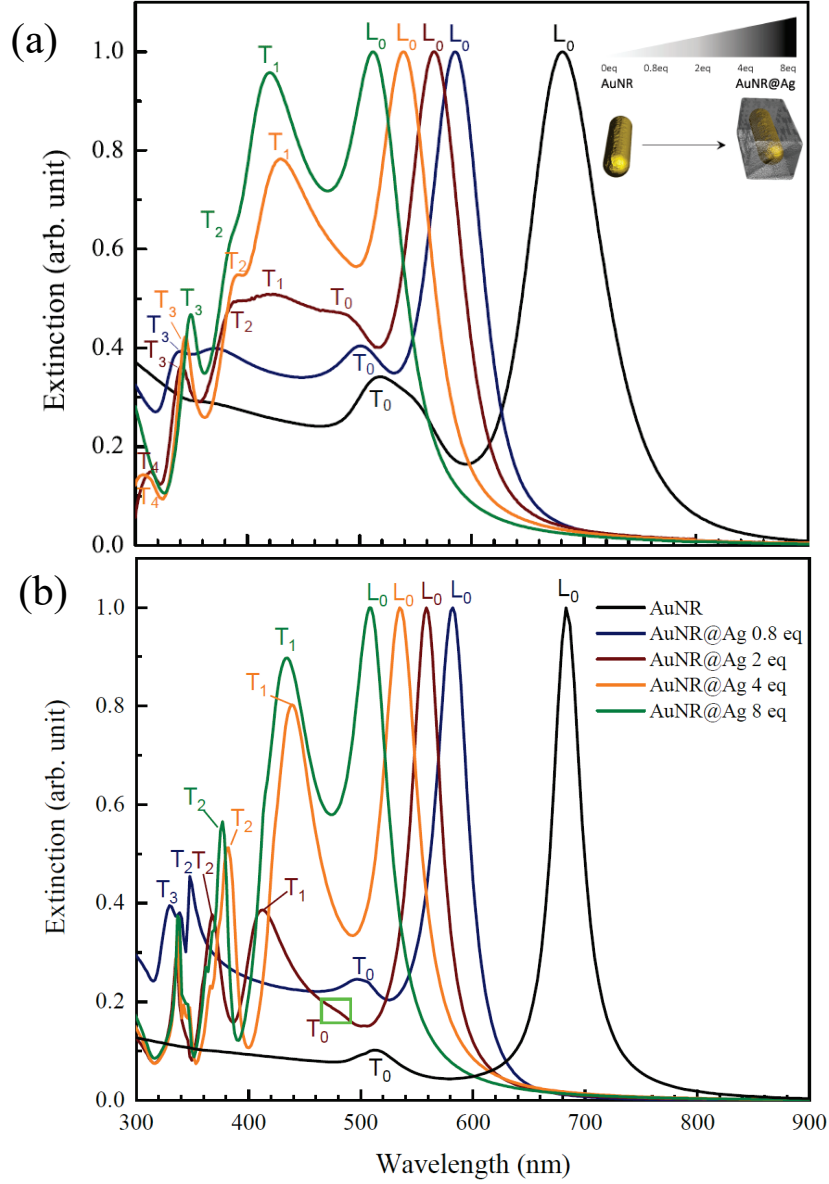 (a)
T₁ L₀ L₀ L₀ L₀ L₀
1.0
0eq 0.8eq 2eq 4eq 8eq
AuNR AuNR@Ag
T₁
0.8
T₂
T₂
0.6
T₁
T₃ T₃ T₀
T₂
T₃
0.4
T₃ T₀
T₀
0.2
T₄
T₄
0.0
Extinction (arb. unit)
(b)
L₀ L₀ L₀ L₀ L₀
1.0
AuNR
AuNR@Ag 0.8 eq
AuNR@Ag 2 eq
AuNR@Ag 4 eq
AuNR@Ag 8 eq
T₁
T₁
0.8
0.6
T₂
T₂
T₂ T₂
T₃ T₁
0.4
T₀
0.2
T₀
T₀
0.0
Extinction (arb. unit)
300 400 500 600 700 800 900
Wavelength (nm)